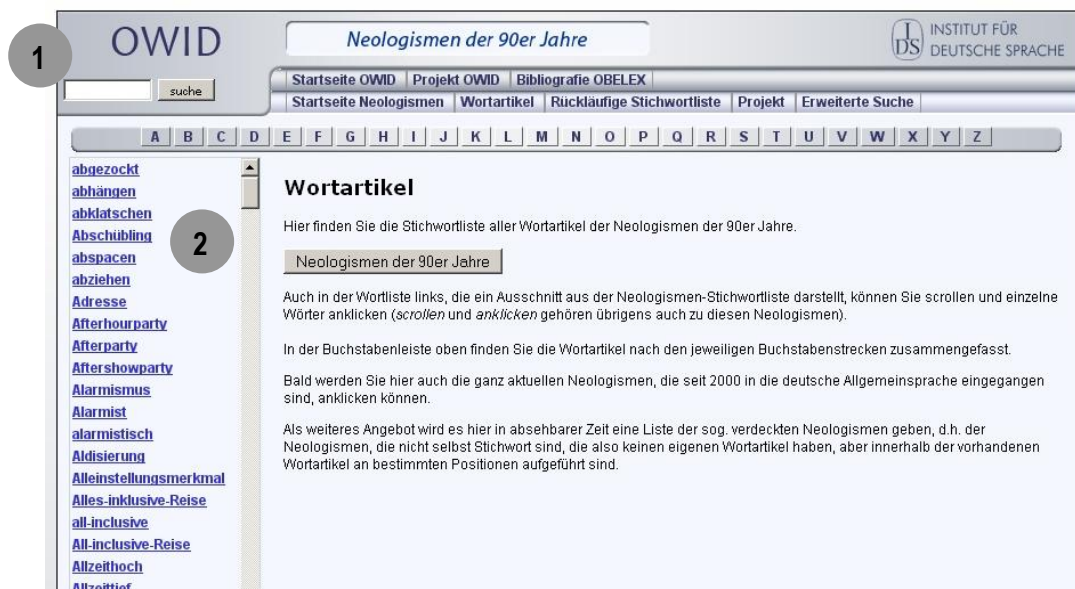 1
OWID
suche
Neologismen der 90er Jahre
IDS
INSTITUT FÜR
DEUTSCHE SPRACHE
Startseite OWID | Projekt OWID | Bibliografie OBELEX
Startseite Neologismen | Wortartikel | Rückläufige Stichwortliste | Projekt | Erweiterte Suche
A B C D E F G H I J K L M N O P Q R S T U V W X Y Z
abgezockt
abhängen
abklatschen
Abschübling
abspacen
abziehen
Adresse
Afterhourparty
Afterparty
Aftershowparty
Alarmismus
Alarmist
alarmistisch
Aldisierung
Alleinstellungsmerkmal
Alles-inklusive-Reise
all-inclusive
All-inclusive-Reise
Allzeithoch
Allzeittief
2
Wortartikel
Hier finden Sie die Stichwortliste aller Wortartikel der Neologismen der 90er Jahre.
Neologismen der 90er Jahre
Auch in der Wortliste links, die ein Ausschnitt aus der Neologismen-Stichwortliste darstellt, können Sie scrollen und einzelne
Wörter anklicken (scrollen und anklicken gehören übrigens auch zu diesen Neologismen).
In der Buchstabenleiste oben finden Sie die Wortartikel nach den jeweiligen Buchstabenstrecken zusammengefasst.
Bald werden Sie hier auch die ganz aktuellen Neologismen, die seit 2000 in die deutsche Allgemeinsprache eingegangen
sind, anklicken können.
Als weiteres Angebot wird es hier in absehbarer Zeit eine Liste der sog. verdeckten Neologismen geben, d.h. der
Neologismen, die nicht selbst Stichwort sind, die also keinen eigenen Wortartikel haben, aber innerhalb der vorhandenen
Wortartikel an bestimmten Positionen aufgeführt sind.